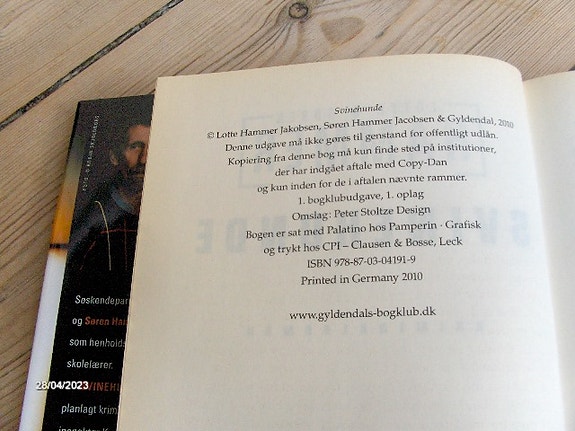 Svinehunde
© Lotte Hammer Jakobsen, Søren Hammer Jacobsen & Gyldendal, 2010
Denne udgave må ikke gøres til genstand for offentligt udlån.
Kopiering fra denne bog må kun finde sted på institutioner,
der har indgået aftale med Copy-Dan
og kun inden for de i aftalen nævnte rammer.
1. bogklubudgave, 1. oplag
Omslag: Peter Stoltze Design
Bogen er sat med Palatino hos Pamperin · Grafisk
og trykt hos CPI – Clausen & Bosse, Leck
ISBN 978-87-03-04191-9
Printed in Germany 2010
www.gyldendals-bogklub.dk
Søskendepar
og Søren Ham
som henholds
skolelærer.
VINEH
planlagt krim
28/04/2023